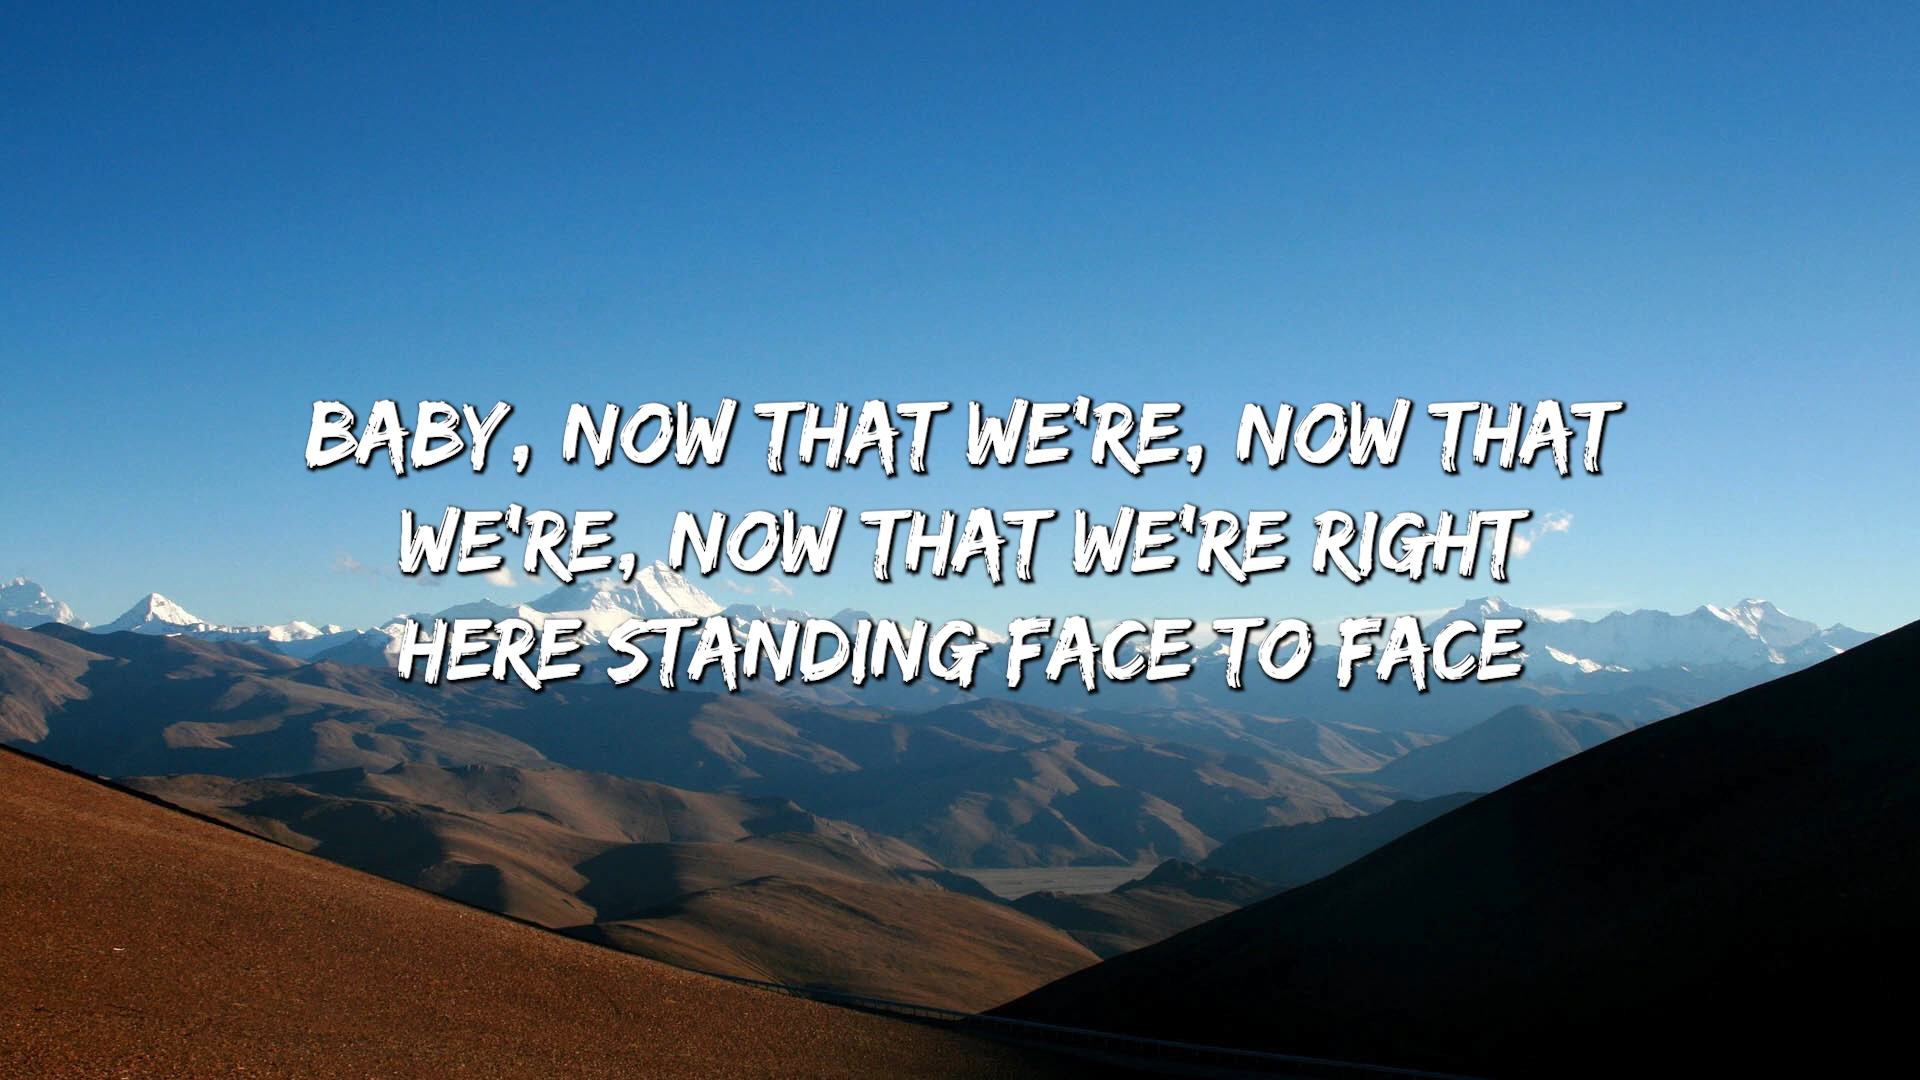 BABY, NOW THAT WE'RE, NOW THAT
WE'RE, NOW THAT WE'RE RIGHT
HERE STANDING FACE TO FACE